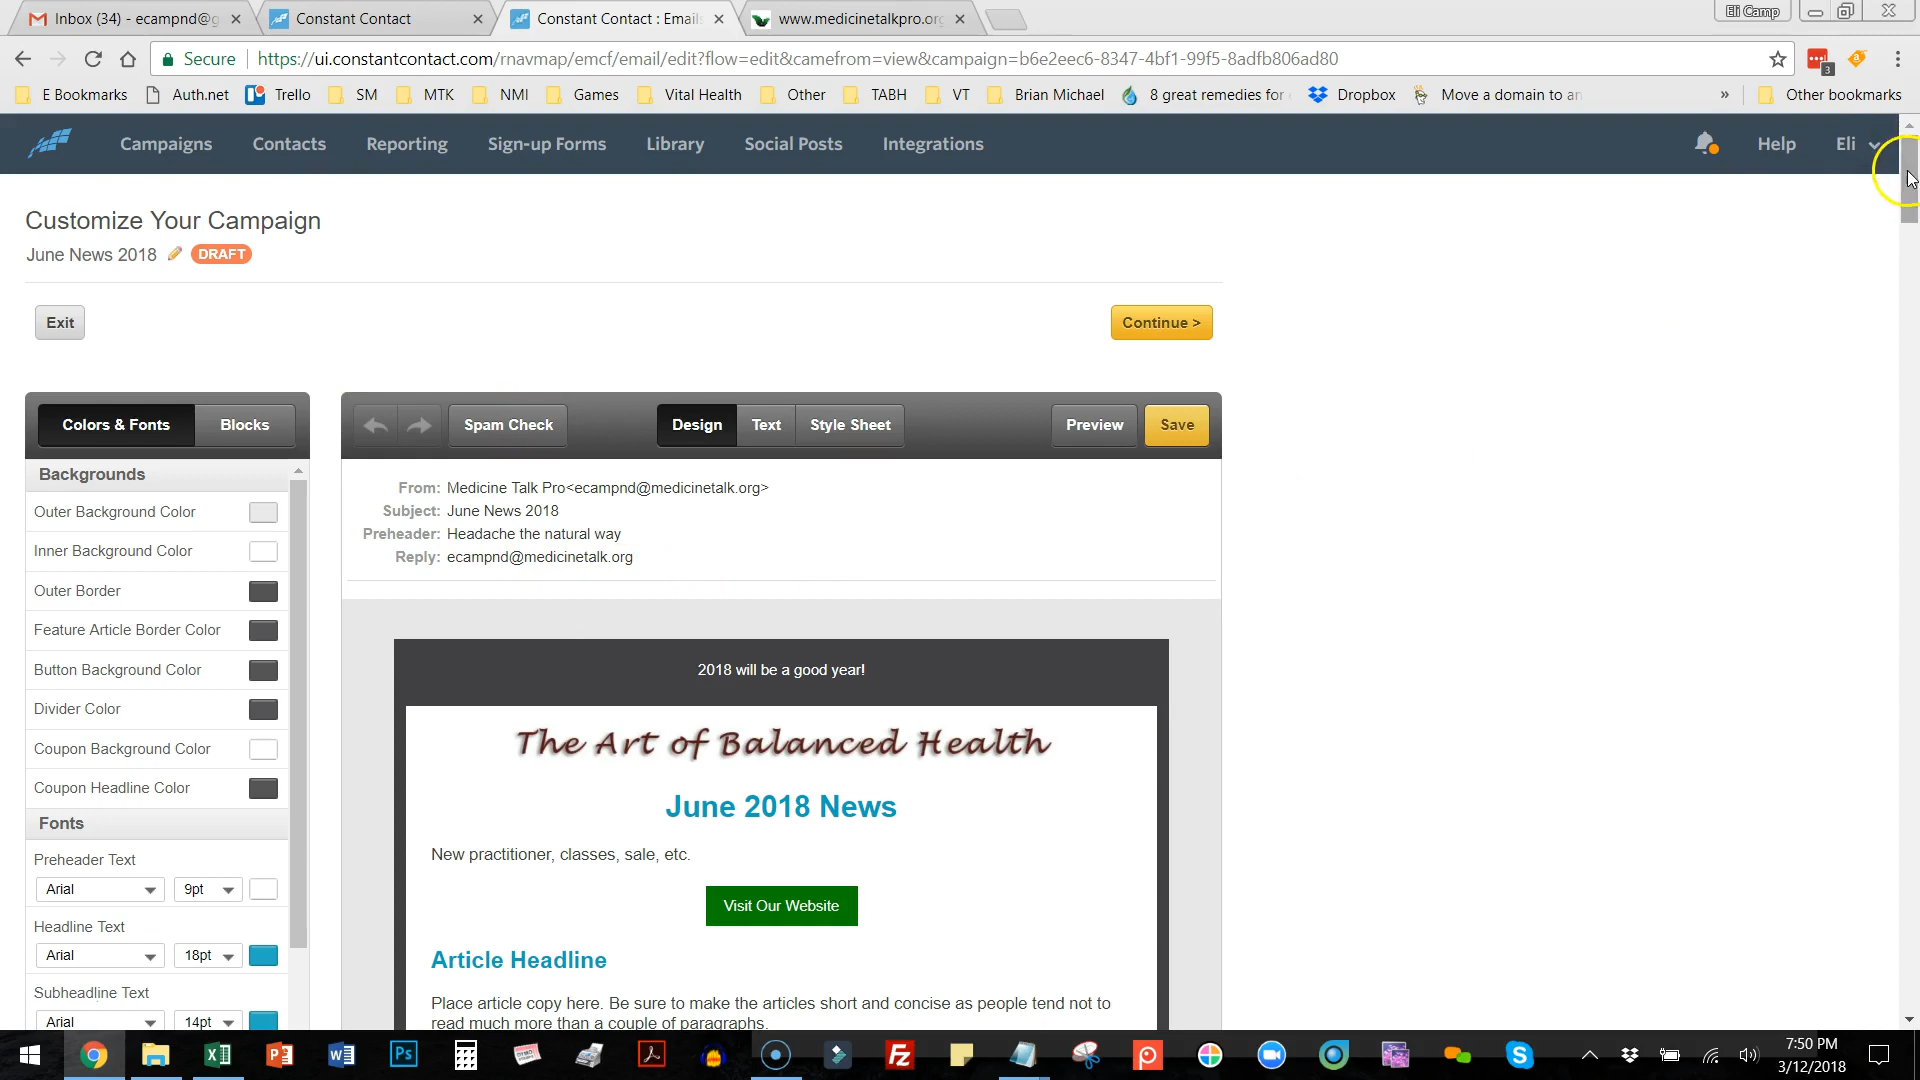 Inbox (34) - ecampnd@g
Constant Contact
Constant Contact : Emails
www.medicinetalkpro.org
Eli Camp
Secure
https://ui.constantcontact.com/rnavmap/emcf/email/edit?flow=edit&camefrom=view&campaign=b6e2eec6-8347-4bf1-99f5-8adfb806ad80
3
E Bookmarks
Auth.net
Trello
SM
MTK
NMI
Games
Vital Health
Other
TABH
VT
Brian Michael
8 great remedies for
Dropbox
Move a domain to an
»
Other bookmarks
Campaigns
Contacts
Reporting
Sign-up Forms
Library
Social Posts
Integrations
Help
Eli
Customize Your Campaign
June News 2018
DRAFT
Exit
Continue >
Colors & Fonts
Blocks
Spam Check
Design
Text
Style Sheet
Preview
Save
Backgrounds
Outer Background Color
Inner Background Color
Outer Border
Feature Article Border Color
Button Background Color
Divider Color
Coupon Background Color
Coupon Headline Color
Fonts
Preheader Text
Arial
9pt
Headline Text
Arial
18pt
Subheadline Text
Arial
14pt
From: Medicine Talk Pro<ecampnd@medicinetalk.org>
Subject: June News 2018
Preheader: Headache the natural way
Reply: ecampnd@medicinetalk.org
2018 will be a good year!
The Art of Balanced Health
June 2018 News
New practitioner, classes, sale, etc.
Visit Our Website
Article Headline
Place article copy here. Be sure to make the articles short and concise as people tend not to
read much more than a couple of paragraphs.
7:50 PM
3/12/2018